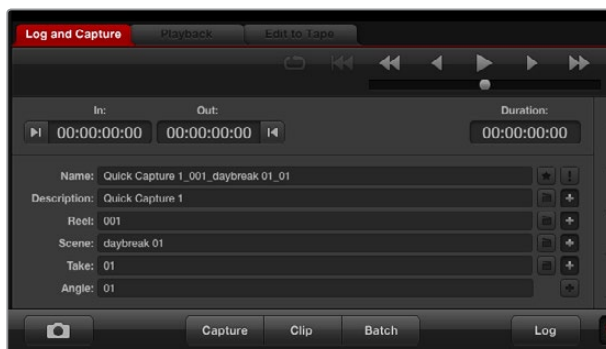 Log and Capture Playback Edit to Tape
In: Out: Duration:
00:00:00:00 00:00:00:00 00:00:00:00
Name: Quick Capture 1_001_daybreak 01_01
Description: Quick Capture 1
Reel: 001
Scene: daybreak 01
Take: 01
Angle: 01
Capture Clip Batch Log